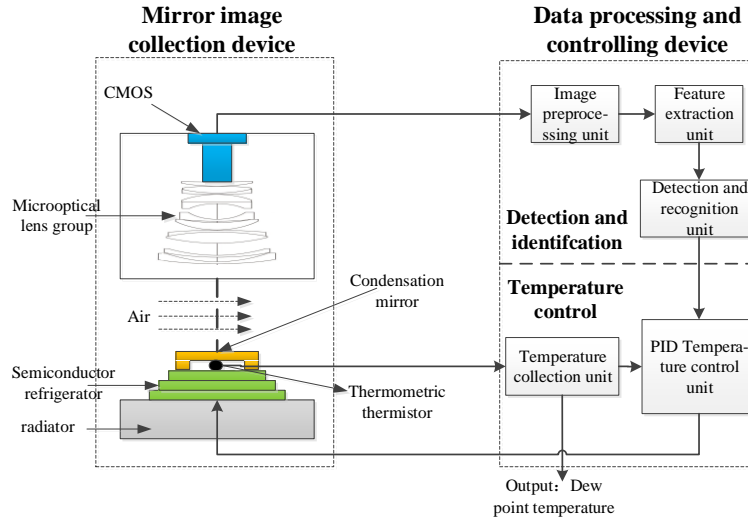 Mirror image
collection device
Data processing and
controlling device
CMOS
Image
preproce-
ssing unit
Feature
extraction
unit
Microoptical
lens group
Detection and
recognition
unit
Detection and
identifcation
Condensation
mirror
Temperature
control
Air
Semiconductor
refrigerator
Thermometric
thermistor
Temperature
collection unit
PID Tempera-
ture control
unit
radiator
Output: Dew
point temperature